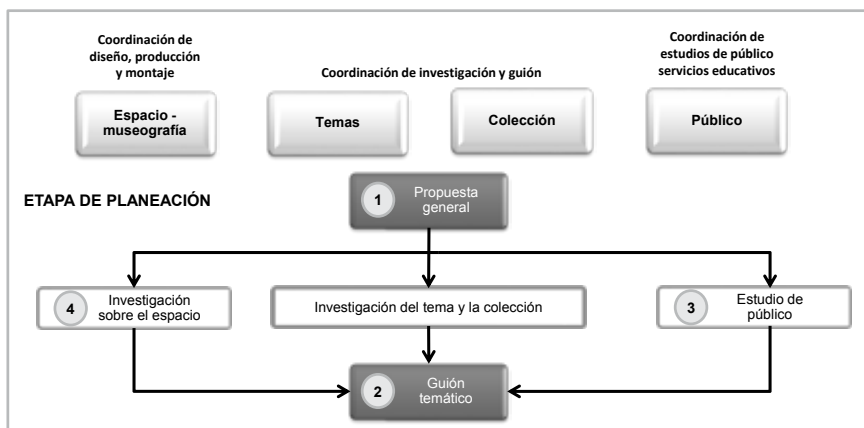 Coordinación de
diseño, producción
y montaje
Coordinación de investigación y guión
Coordinación de
estudios de público
servicios educativos
Espacio -
museografía
Temas
Colección
Público
ETAPA DE PLANEACIÓN
1
Propuesta
general
4
Investigación
sobre el espacio
Investigación del tema y la colección
3
Estudio de
público
2
Guión
temático